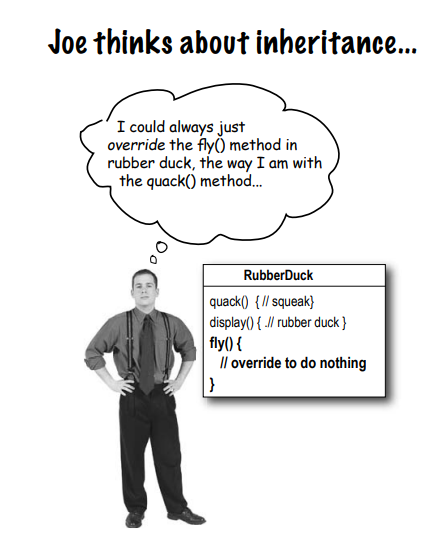 Joe thinks about inheritance...
I could always just
override the fly() method in
rubber duck, the way I am with
the quack() method...
RubberDuck
quack() { // squeak}
display() { .// rubber duck }
fly() {
// override to do nothing
}